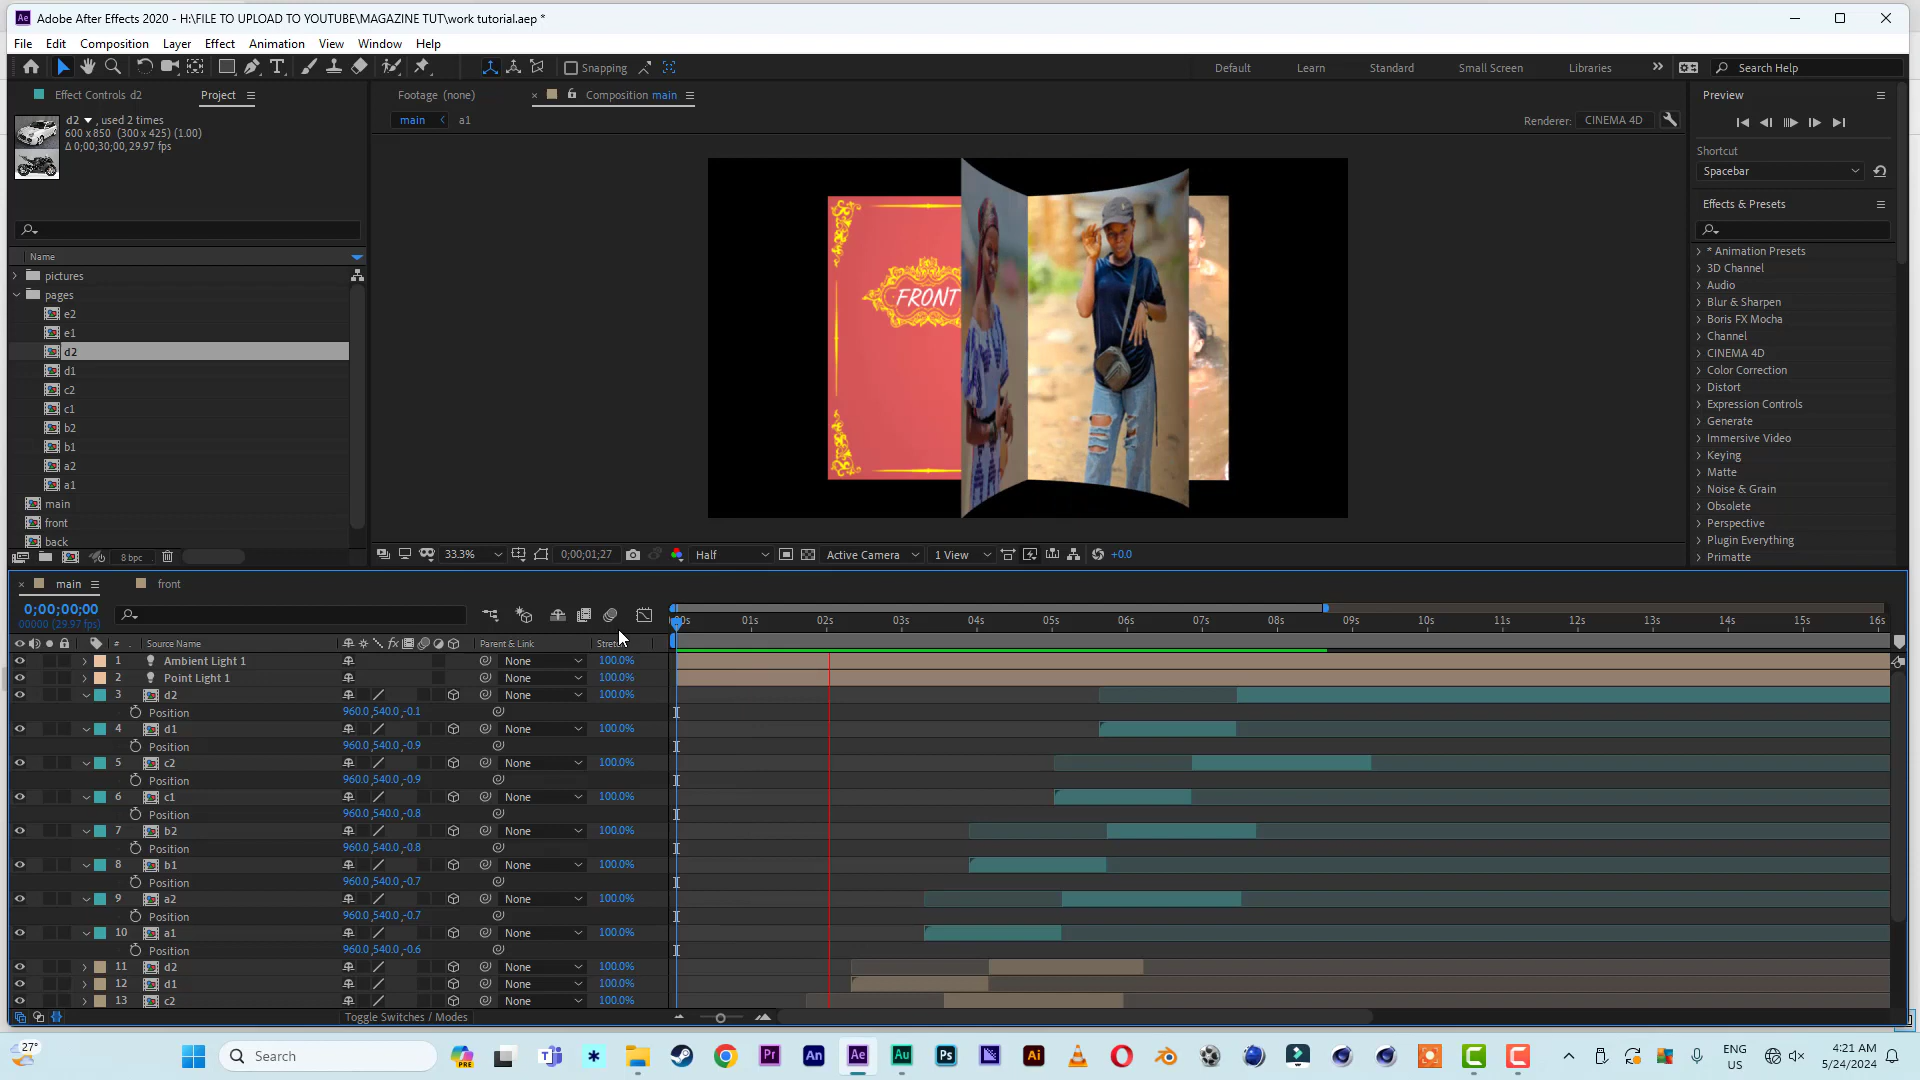 Adobe After Effects 2020 - H:\FILE TO UPLOAD TO YOUTUBE\MAGAZINE TUT\work tutorial.aep *
File Edit Composition Layer Effect Animation View Window Help
Snapping
Default Learn Standard Small Screen Libraries
Search Help
Effect Controls d2
Project
d2 , used 2 times
600 x 850 (300 x 425) (1.00)
Δ 0;00;30;00, 29.97 fps
Name
pictures
pages
e2
e1
d2
d1
c2
c1
b2
b1
a2
a1
main
front
back
8 bpc
Footage (none)
Composition main
main a1
Renderer: CINEMA 4D
FRONT
33.3% 0;00;01;27 Half Active Camera 1 View +0.0
Preview
Shortcut
Spacebar
Effects & Presets
* Animation Presets
3D Channel
Audio
Blur & Sharpen
Boris FX Mocha
Channel
CINEMA 4D
Color Correction
Distort
Expression Controls
Generate
Immersive Video
Keying
Matte
Noise & Grain
Obsolete
Perspective
Plugin Everything
Primatte
main front
0;00;00;00
00000 (29.97 fps)
# Source Name fx Parent & Link Stretch
01s 02s 03s 04s 05s 06s 07s 08s 09s 10s 11s 12s 13s 14s 15s 16s
1 Ambient Light 1 None 100.0%
2 Point Light 1 None 100.0%
3 d2 None 100.0%
Position 960.0,540.0,-0.1
4 d1 None 100.0%
Position 960.0,540.0,-0.9
5 c2 None 100.0%
Position 960.0,540.0,-0.9
6 c1 None 100.0%
Position 960.0,540.0,-0.8
7 b2 None 100.0%
Position 960.0,540.0,-0.8
8 b1 None 100.0%
Position 960.0,540.0,-0.7
9 a2 None 100.0%
Position 960.0,540.0,-0.7
10 a1 None 100.0%
Position 960.0,540.0,-0.6
11 d2 None 100.0%
12 d1 None 100.0%
13 c2 None 100.0%
Toggle Switches / Modes
27°
Search
PRE
Pr An Ae Au Ps Ai
ENG
US
4:21 AM
5/24/2024